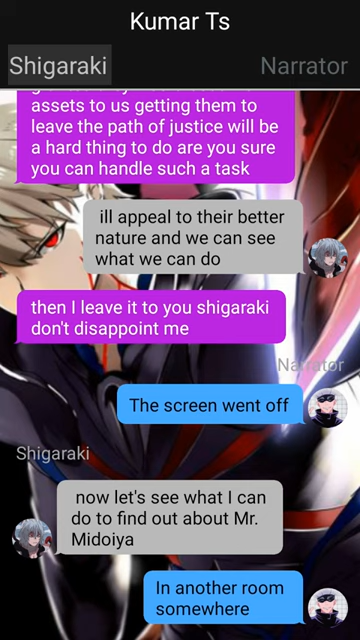 Kumar Ts
Shigaraki
Narrator
assets to us getting them to
leave the path of justice will be
a hard thing to do are you sure
you can handle such a task
ill appeal to their better
nature and we can see
what we can do
then I leave it to you shigaraki
don't disappoint me
Narrator
The screen went off
Shigaraki
now let's see what I can
do to find out about Mr.
Midoiya
In another room
somewhere